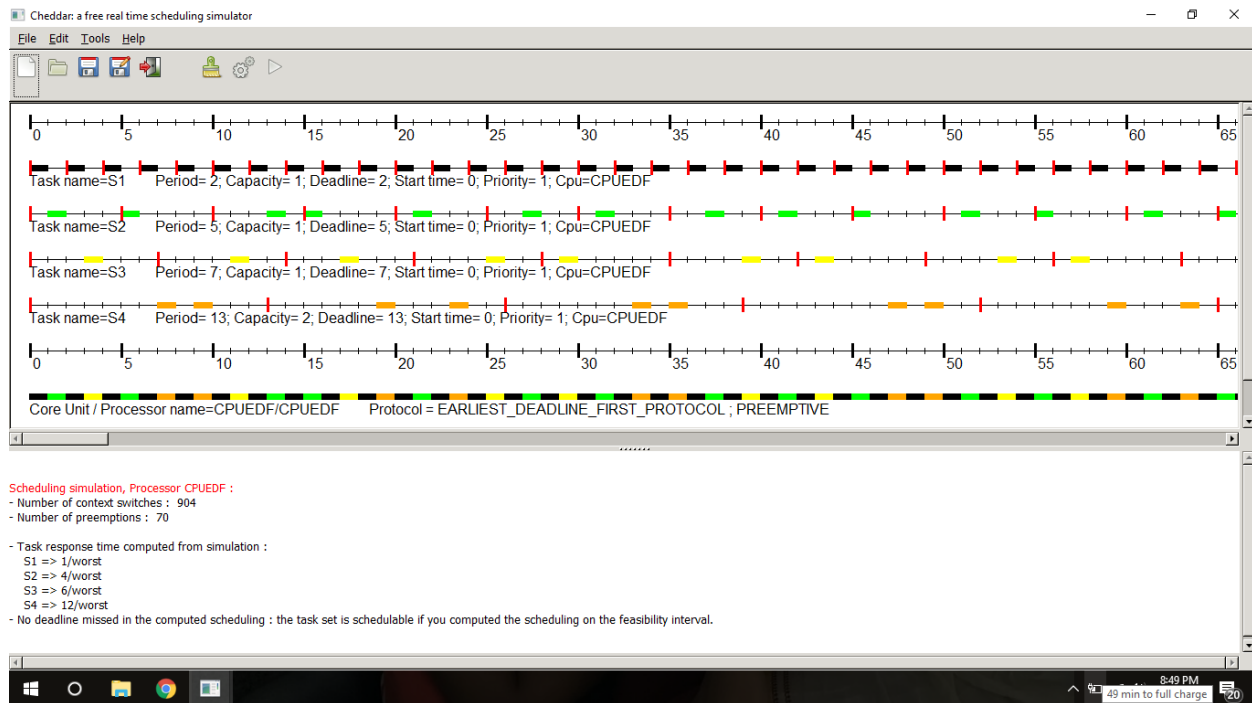 Cheddar: a free real time scheduling simulator
File Edit Tools Help
0 5 10 15 20 25 30 35 40 45 50 55 60 65
Task name=S1 Period= 2; Capacity= 1; Deadline= 2; Start time= 0; Priority= 1; Cpu=CPUEDF
Task name=S2 Period= 5; Capacity= 1; Deadline= 5; Start time= 0; Priority= 1; Cpu=CPUEDF
Task name=S3 Period= 7; Capacity= 1; Deadline= 7; Start time= 0; Priority= 1; Cpu=CPUEDF
Task name=S4 Period= 13; Capacity= 2; Deadline= 13; Start time= 0; Priority= 1; Cpu=CPUEDF
0 5 10 15 20 25 30 35 40 45 50 55 60 65
Core Unit / Processor name=CPUEDF/CPUEDF Protocol = EARLIEST_DEADLINE_FIRST_PROTOCOL ; PREEMPTIVE
Scheduling simulation, Processor CPUEDF :
- Number of context switches : 904
- Number of preemptions : 70
- Task response time computed from simulation :
S1 => 1/worst
S2 => 4/worst
S3 => 6/worst
S4 => 12/worst
- No deadline missed in the computed scheduling : the task set is schedulable if you computed the scheduling on the feasibility interval.
8:49 PM
49 min to full charge
20